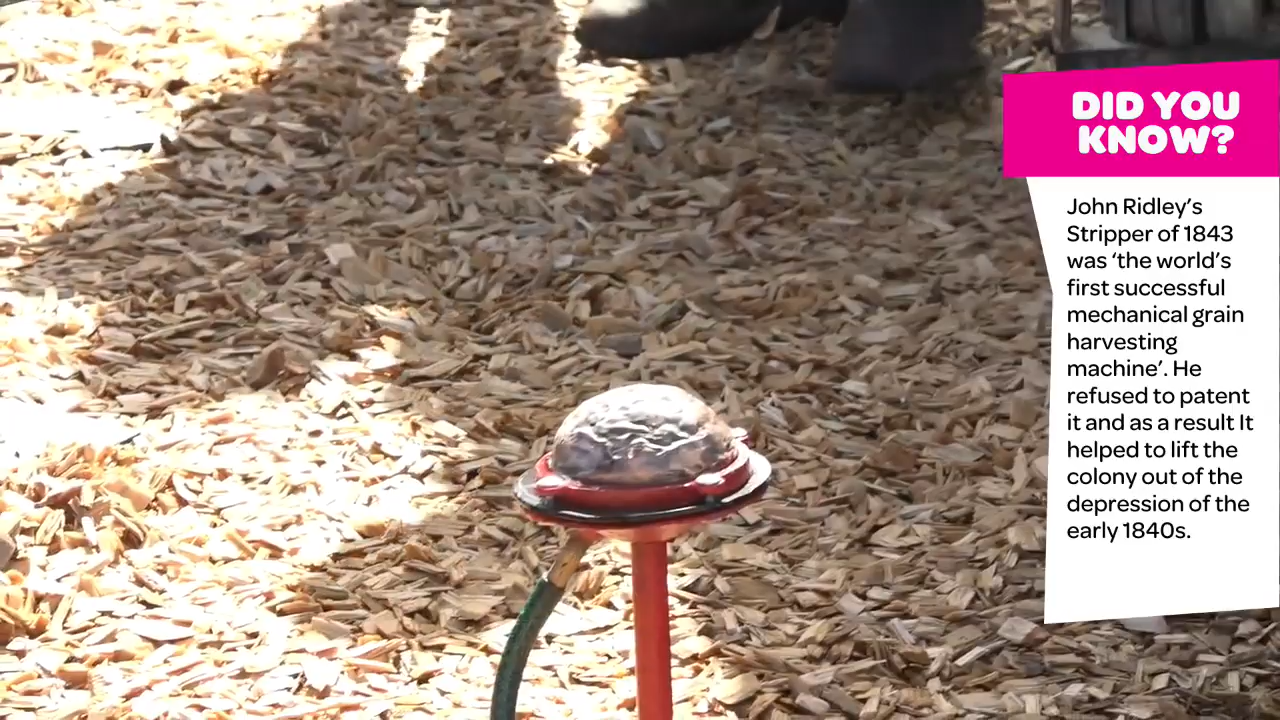 DID YOU
KNOW?
John Ridley’s
Stripper of 1843
was ‘the world’s
first successful
mechanical grain
harvesting
machine’. He
refused to patent
it and as a result It
helped to lift the
colony out of the
depression of the
early 1840s.